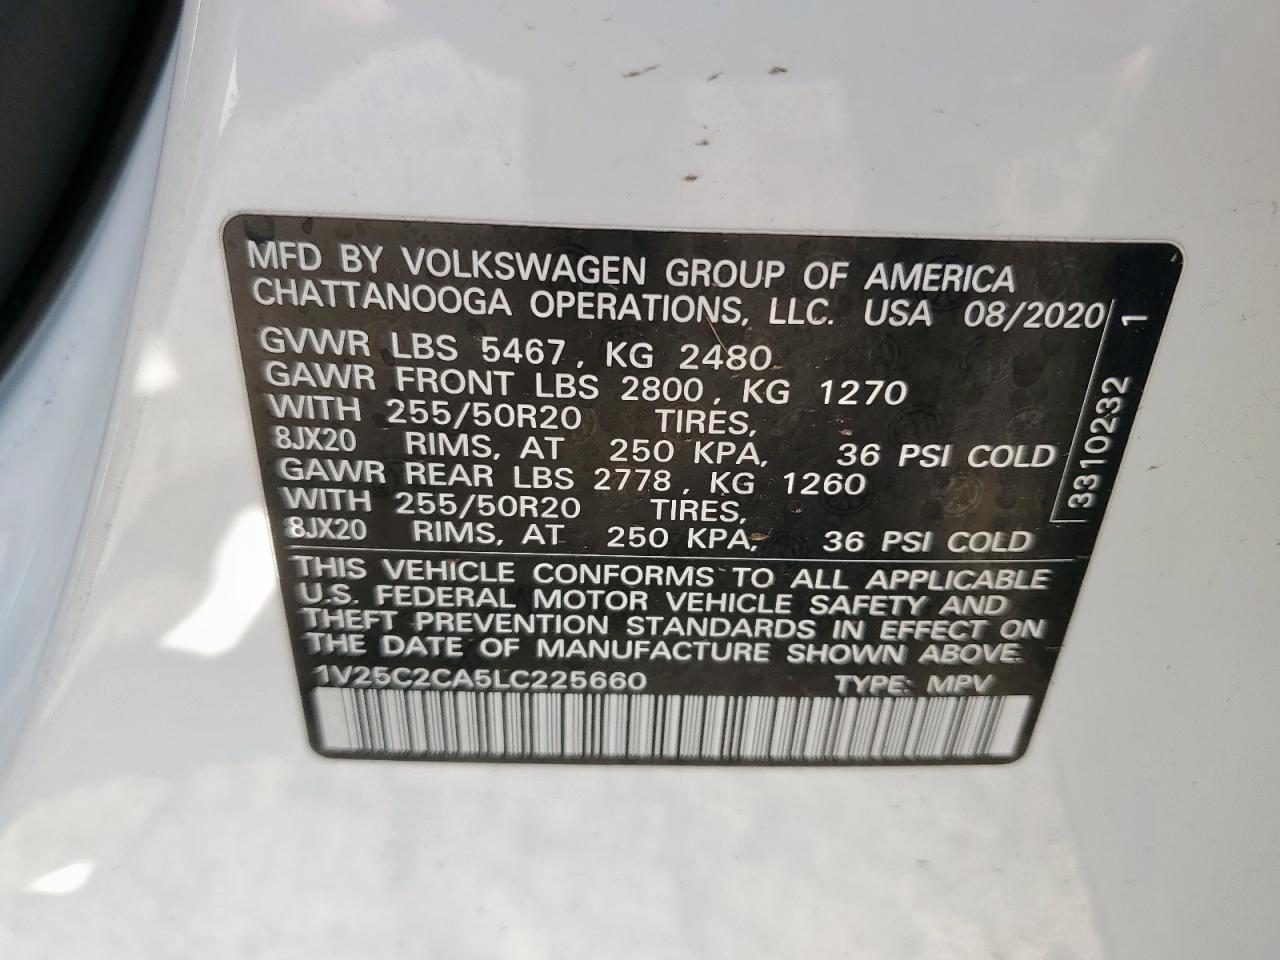 MFD BY VOLKSWAGEN GROUP OF AMERICA
CHATTANOOGA OPERATIONS, LLC. USA 08/2020
GVWR LBS 5467, KG 2480
GAWR FRONT LBS 2800, KG 1270
WITH 255/50R20 TIRES,
8JX20 RIMS, AT 250 KPA, 36 PSI COLD
GAWR REAR LBS 2778, KG 1260
WITH 255/50R20 TIRES,
8JX20 RIMS, AT 250 KPA, 36 PSI COLD
THIS VEHICLE CONFORMS TO ALL APPLICABLE
U.S. FEDERAL MOTOR VEHICLE SAFETY AND
THEFT PREVENTION STANDARDS IN EFFECT ON
THE DATE OF MANUFACTURE SHOWN ABOVE.
1V25C2CA5LC225660 TYPE: MPV
3310232 1